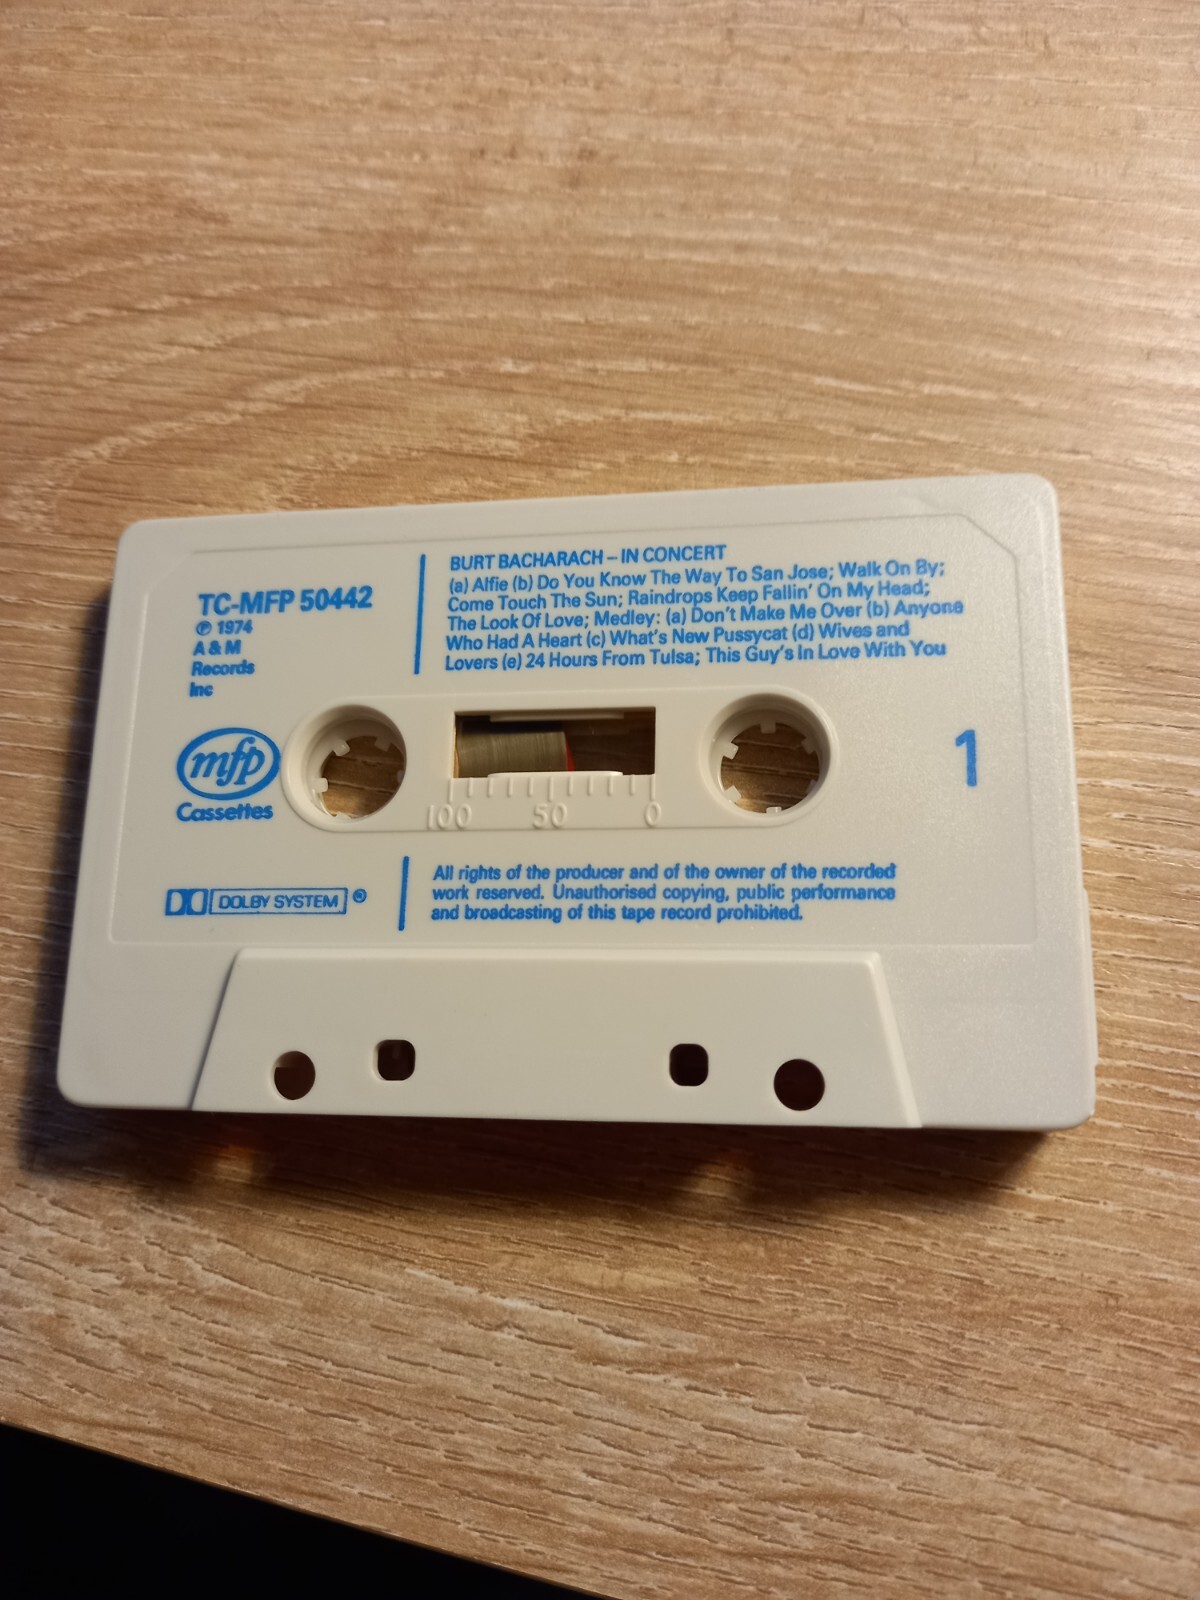 BURT BACHARACH – IN CONCERT
(a) Alfie (b) Do You Know The Way To San Jose; Walk On By;
Come Touch The Sun; Raindrops Keep Fallin' On My Head;
The Look Of Love; Medley: (a) Don't Make Me Over (b) Anyone
Who Had A Heart (c) What's New Pussycat (d) Wives and
Lovers (e) 24 Hours From Tulsa; This Guy's In Love With You
TC-MFP 50442
℗ 1974
A & M
Records
Inc
mfp
Cassettes
1
100 50 0
DOLBY SYSTEM ®
All rights of the producer and of the owner of the recorded
work reserved. Unauthorised copying, public performance
and broadcasting of this tape record prohibited.